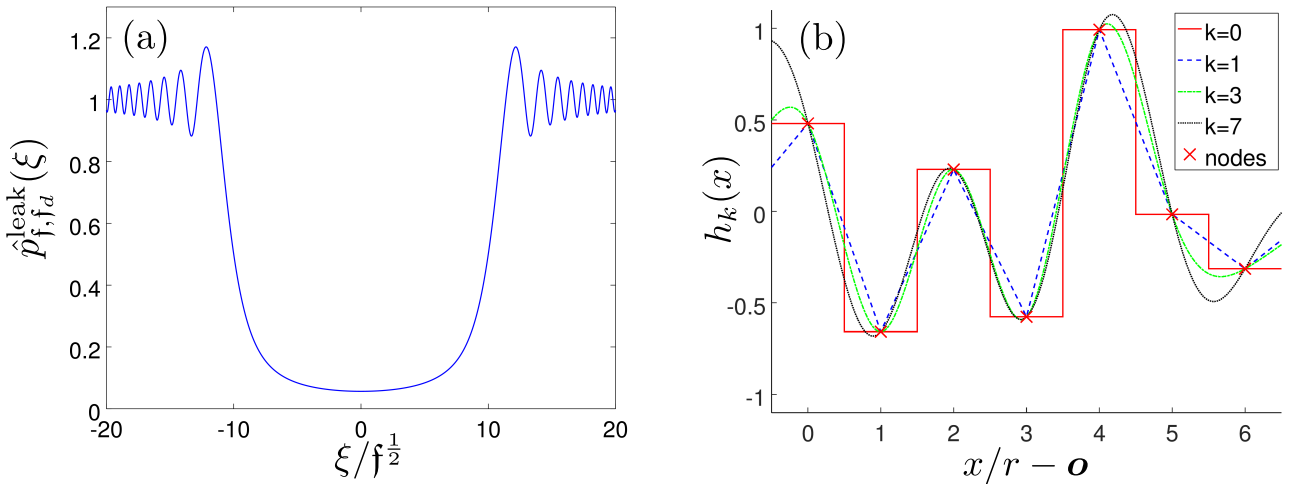 (a)
1.2
1
0.8
0.6
0.4
0.2
0
-20
-10
0
10
20
ξ/𝔣^{1/2}
p̂^{leak}_{𝔣,𝔣_d}(ξ)
(b)
1
0.5
0
-0.5
-1
0 1 2 3 4 5 6
x/r − 𝒐
h_k(x)
k=0
k=1
k=3
k=7
nodes